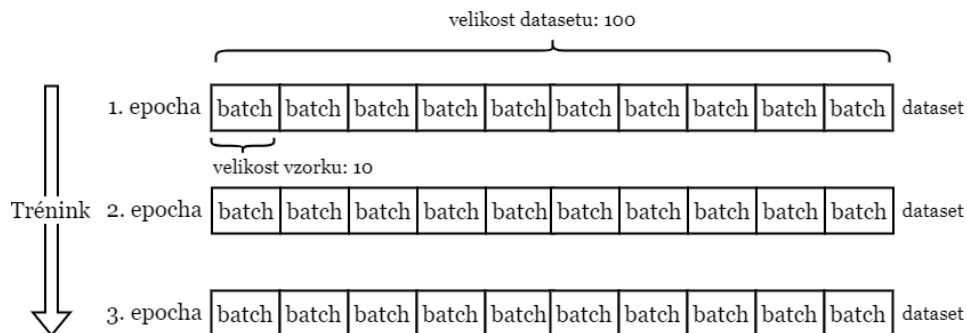 velikost datasetu: 100
1. epocha batch batch batch batch batch batch batch batch batch batch dataset
velikost vzorku: 10
Trénink 2. epocha batch batch batch batch batch batch batch batch batch batch dataset
3. epocha batch batch batch batch batch batch batch batch batch batch dataset